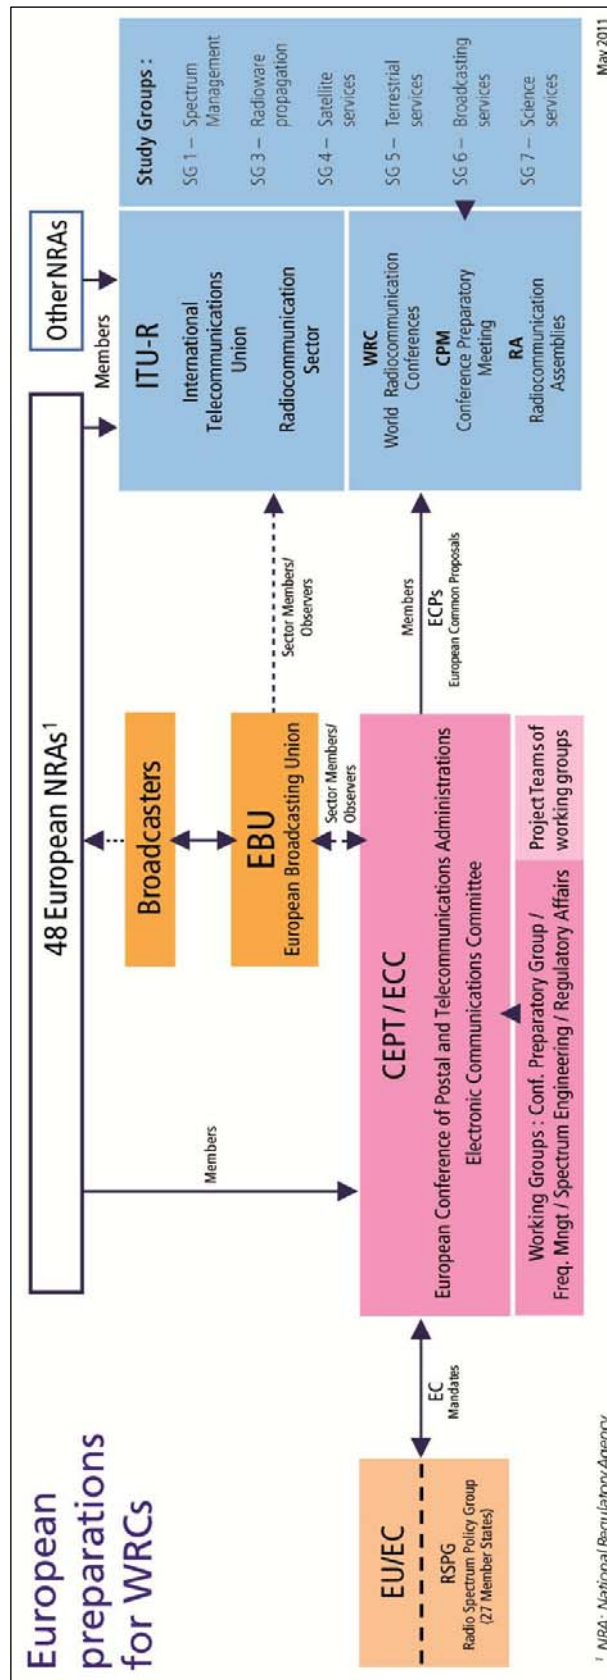 European
preparations
for WRCs
48 European NRAs¹
Other NRAs
Members
Members
Broadcasters
EBU
European Broadcasting Union
Sector Members/
Observers
Sector Members/
Observers
EU/EC
RSPG
Radio Spectrum Policy Group
(27 Member States)
EC
Mandates
CEPT / ECC
European Conference of Postal and Telecommunications Administrations
Electronic Communications Committee
Working Groups : Conf. Preparatory Group /
Freq. Mngt / Spectrum Engineering / Regulatory Affairs
Project Teams of
working groups
Members
ECPs
European Common Proposals
ITU-R
International
Telecommunications
Union
Radiocommunication
Sector
WRC
World Radiocommunication
Conferences
CPM
Conference Preparatory
Meeting
RA
Radiocommunication
Assemblies
Study Groups :
SG 1 – Spectrum
Management
SG 3 – Radioware
propagation
SG 4 – Satellite
services
SG 5 – Terrestrial
services
SG 6 – Broadcasting
services
SG 7 – Science
services
¹ NRA: National Regulatory Agency
May 2011